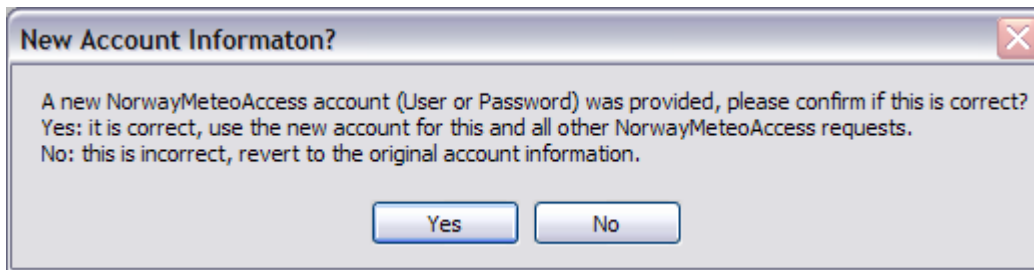 New Account Informaton?
A new NorwayMeteoAccess account (User or Password) was provided, please confirm if this is correct?
Yes: it is correct, use the new account for this and all other NorwayMeteoAccess requests.
No: this is incorrect, revert to the original account information.
Yes No